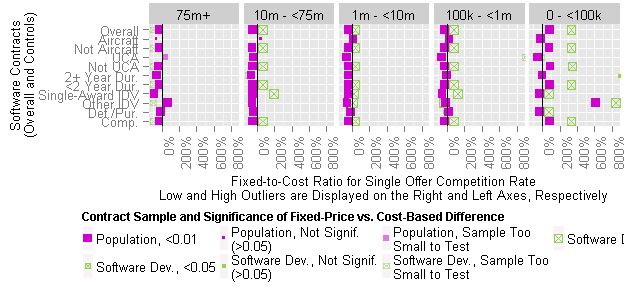 75m+ 10m - <75m 1m - <10m 100k - <1m 0 - <100k
Software Contracts
(Overall and Controls)
Overall
Aircraft
Not Aircraft
UCA
Not UCA
2+ Year Dur.
<2 Year Dur.
Single-Award IDV
Other IDV
Def./Pur.
Comp.
0% 200% 400% 600% 800% 0% 200% 400% 600% 800% 0% 200% 400% 600% 800% 0% 200% 400% 600% 800% 0% 200% 400% 600% 800%
Fixed-to-Cost Ratio for Single Offer Competition Rate
Low and High Outliers are Displayed on the Right and Left Axes, Respectively
Contract Sample and Significance of Fixed-Price vs. Cost-Based Difference
Population, <0.01
Population, Not Signif.
(>0.05)
Population, Sample Too
Small to Test
Software D
Software Dev., <0.05
Software Dev., Not Signif.
(>0.05)
Software Dev., Sample Too
Small to Test